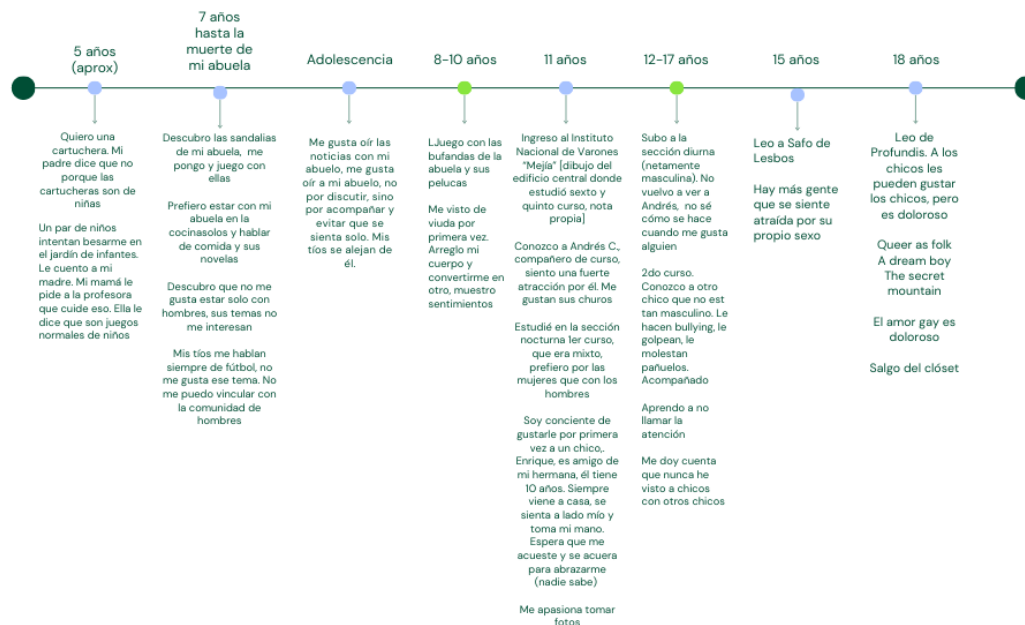 5 años
(aprox)
Quiero una
cartuchera. Mi
padre dice que no
porque las
cartucheras son de
niñas
Un par de niños
intentan besarme en
el jardín de infantes.
Le cuento a mi
madre. Mi mamá le
pide a la profesora
que cuide eso. Ella le
dice que son juegos
normales de niños
7 años
hasta la
muerte de
mi abuela
Descubro las sandalias
de mi abuela, me
pongo y juego con
ellas
Prefiero estar con mi
abuela en la
cocinasolos y hablar
de comida y sus
novelas
Descubro que no me
gusta estar solo con
hombres, sus temas no
me interesan
Mis tíos me hablan
siempre de fútbol, no
me gusta ese tema. No
me puedo vincular con
la comunidad de
hombres
Adolescencia
Me gusta oír las
noticias con mi
abuelo, me gusta
oír a mi abuelo, no
por discutir, sino
por acompañar y
evitar que se
sienta solo. Mis
tíos se alejan de
él.
8-10 años
LJuego con las
bufandas de la
abuela y sus
pelucas
Me visto de
viuda por
primera vez.
Arreglo mi
cuerpo y
convertirme en
otro, muestro
sentimientos
11 años
Ingreso al Instituto
Nacional de Varones
"Mejía" [dibujo del
edificio central donde
estudió sexto y
quinto curso, nota
propia]
Conozco a Andrés C.,
compañero de curso,
siento una fuerte
atracción por él. Me
gustan sus churos
Estudié en la sección
nocturna 1er curso,
que era mixto,
prefiero por las
mujeres que con los
hombres
Soy conciente de
gustarle por primera
vez a un chico,.
Enrique, es amigo de
mi hermana, él tiene
10 años. Siempre
viene a casa, se
sienta a lado mío y
toma mi mano.
Espera que me
acueste y se acuera
para abrazarme
(nadie sabe)
Me apasiona tomar
fotos
12-17 años
Subo a la
sección diurna
(netamente
masculina). No
vuelvo a ver a
Andrés, no sé
cómo se hace
cuando me gusta
alguien
2do curso.
Conozco a otro
chico que no est
tan masculino. Le
hacen bullying, le
golpean, le
molestan
pañuelos.
Acompañado
Aprendo a no
llamar la
atención
Me doy cuenta
que nunca he
visto a chicos
con otros chicos
15 años
Leo a Safo de
Lesbos
Hay más gente
que se siente
atraída por su
propio sexo
18 años
Leo de
Profundis. A los
chicos les
pueden gustar
los chicos, pero
es doloroso
Queer as folk
A dream boy
The secret
mountain
El amor gay es
doloroso
Salgo del clóset